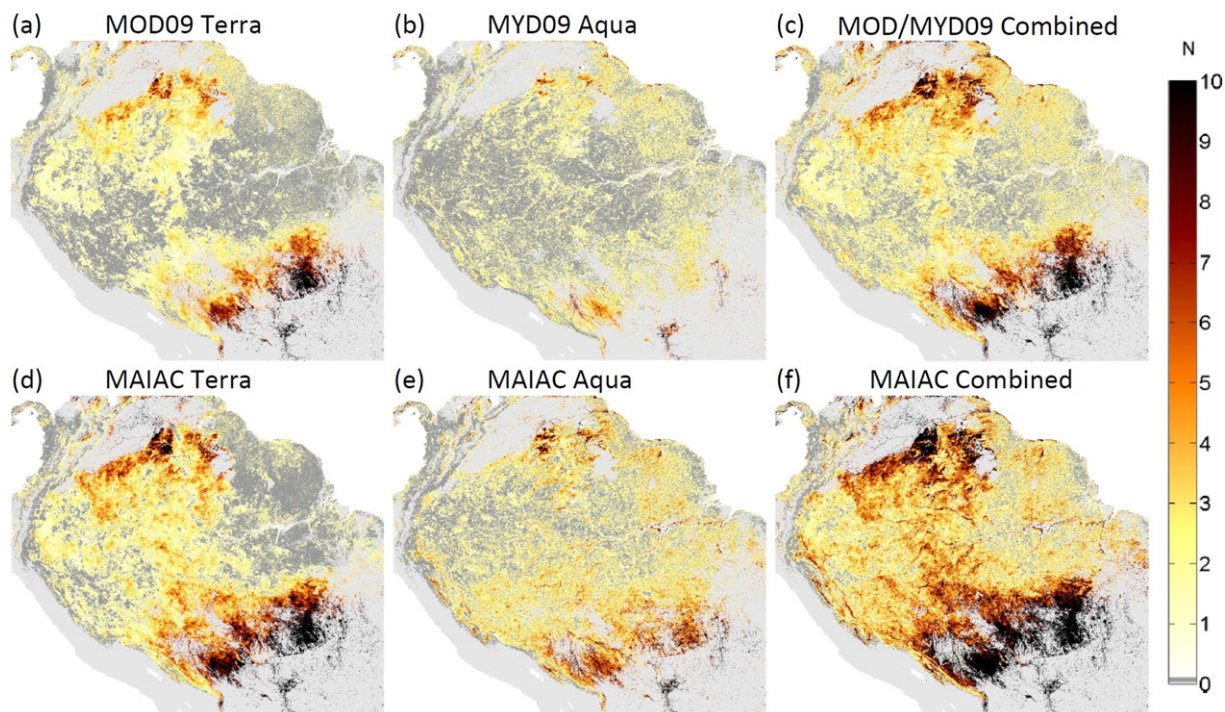 (a) MOD09 Terra
(b) MYD09 Aqua
(c) MOD/MYD09 Combined
N
10
9
8
7
6
5
4
3
2
1
0
(d) MAIAC Terra
(e) MAIAC Aqua
(f) MAIAC Combined